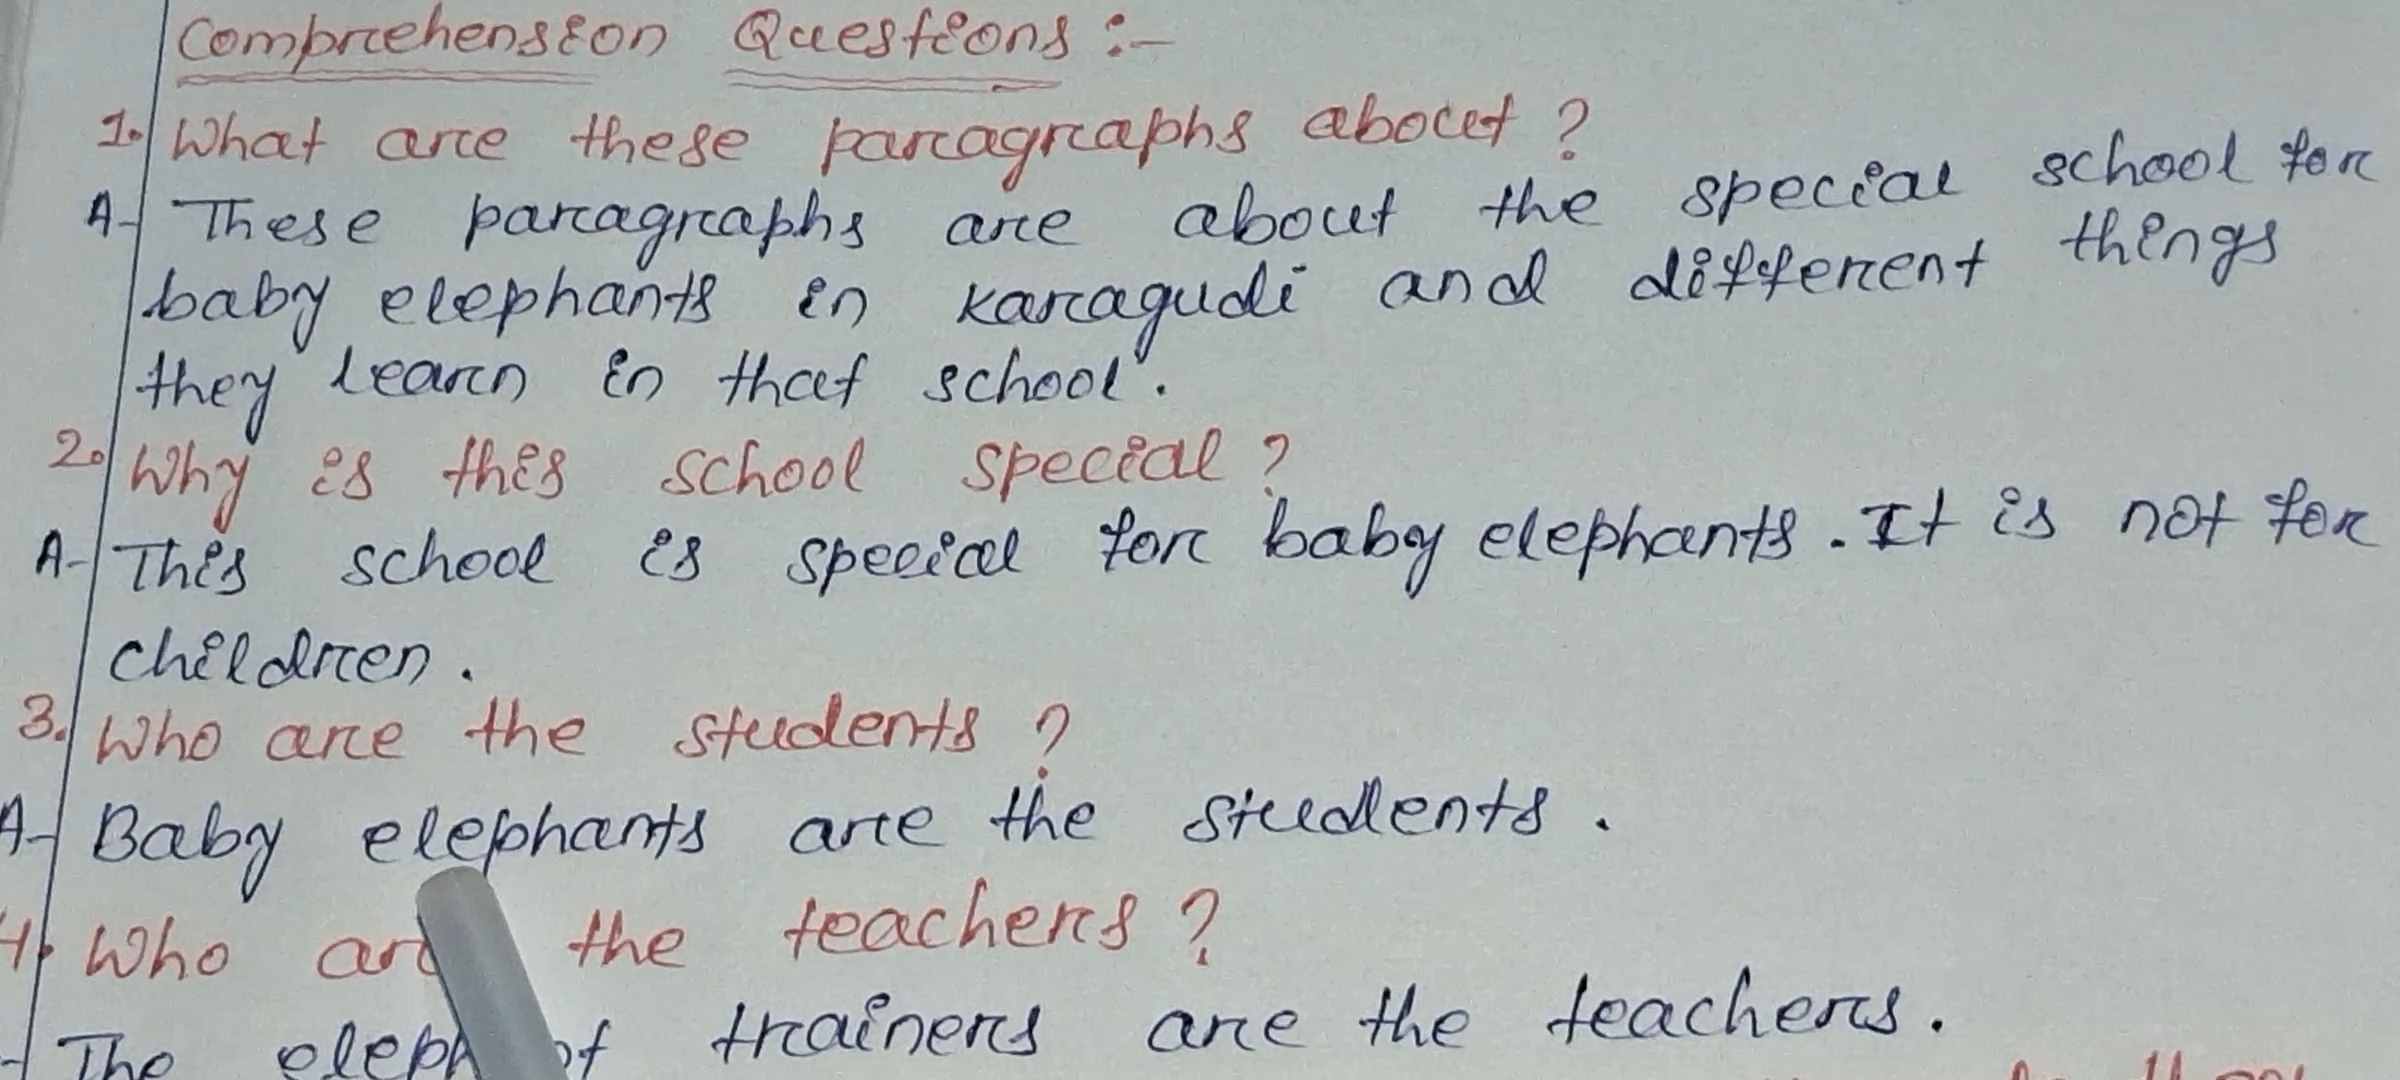 Comprehension Questions :-
1. What are these paragraphs about ?
A- These paragraphs are about the special school for
baby elephants in Karagudi and different things
they learn in that school.
2. Why is this school special ?
A- This school is special for baby elephants. It is not for
children.
3. Who are the students ?
A- Baby elephants are the students.
4. Who are the teachers ?
- The trainers are the teachers.